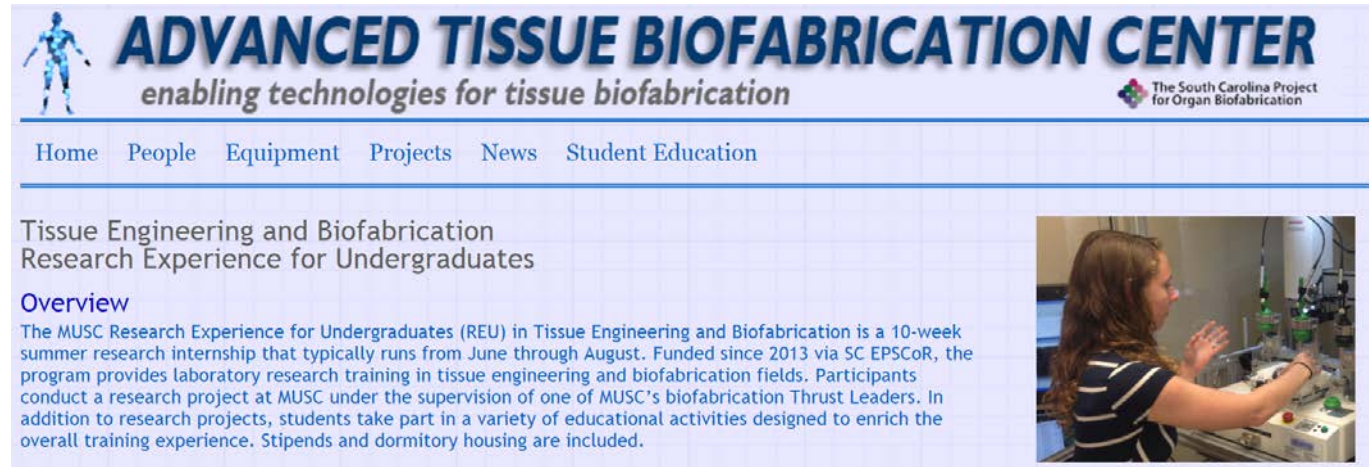 ADVANCED TISSUE BIOFABRICATION CENTER
enabling technologies for tissue biofabrication
The South Carolina Project
for Organ Biofabrication
Home People Equipment Projects News Student Education
Tissue Engineering and Biofabrication
Research Experience for Undergraduates
Overview
The MUSC Research Experience for Undergraduates (REU) in Tissue Engineering and Biofabrication is a 10-week
summer research internship that typically runs from June through August. Funded since 2013 via SC EPSCoR, the
program provides laboratory research training in tissue engineering and biofabrication fields. Participants
conduct a research project at MUSC under the supervision of one of MUSC's biofabrication Thrust Leaders. In
addition to research projects, students take part in a variety of educational activities designed to enrich the
overall training experience. Stipends and dormitory housing are included.